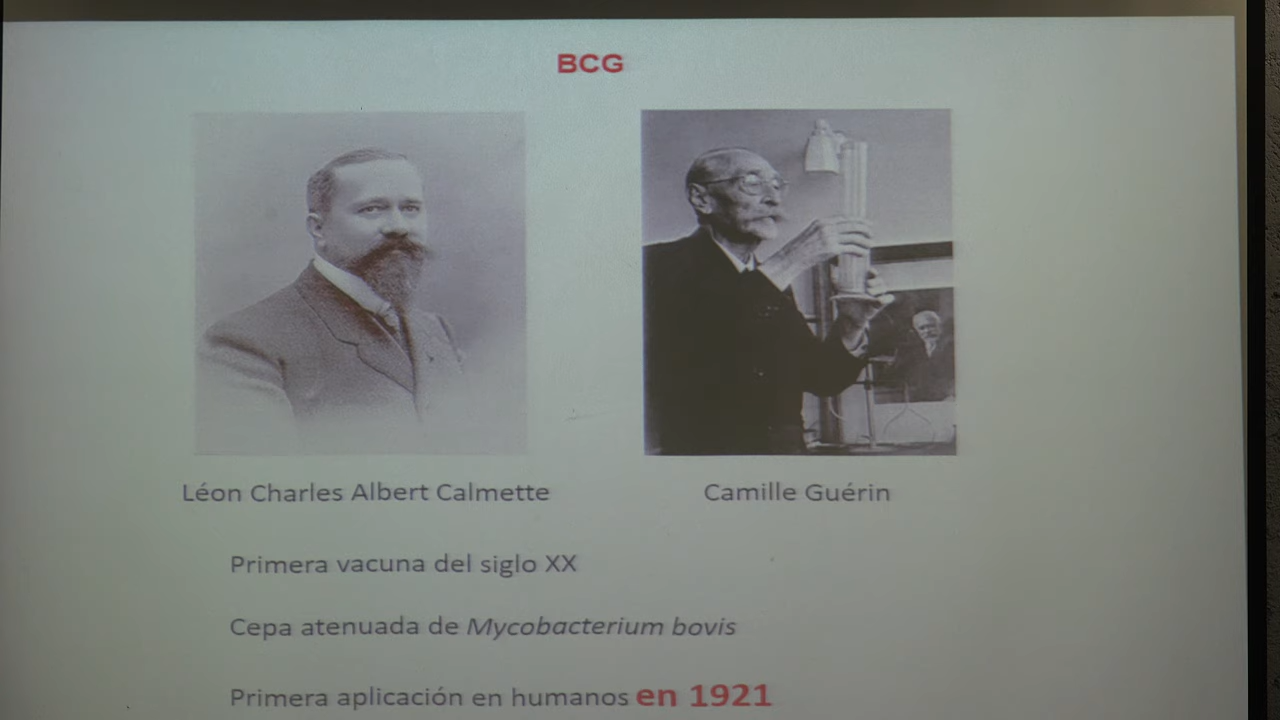 BCG
Léon Charles Albert Calmette
Camille Guérin
Primera vacuna del siglo XX
Cepa atenuada de Mycobacterium bovis
Primera aplicación en humanos en 1921